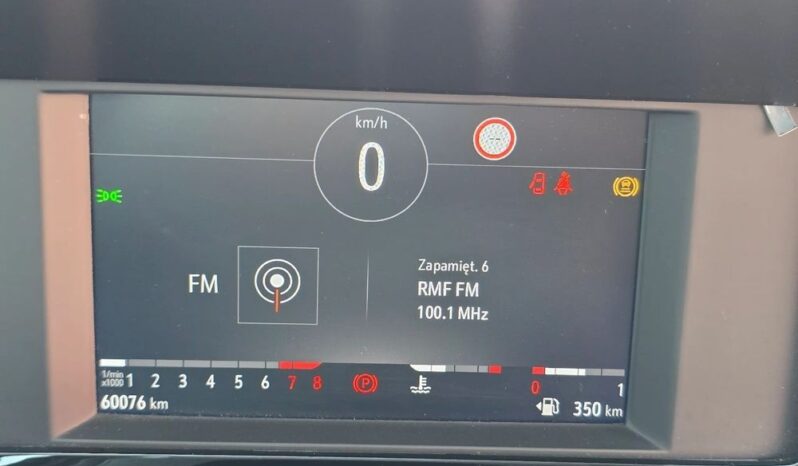 km/h
0
--
Zapamięt. 6
FM
RMF FM
100.1 MHz
1/min
x1000 1 2 3 4 5 6 7 8 P 0 1
60076 km 350 km